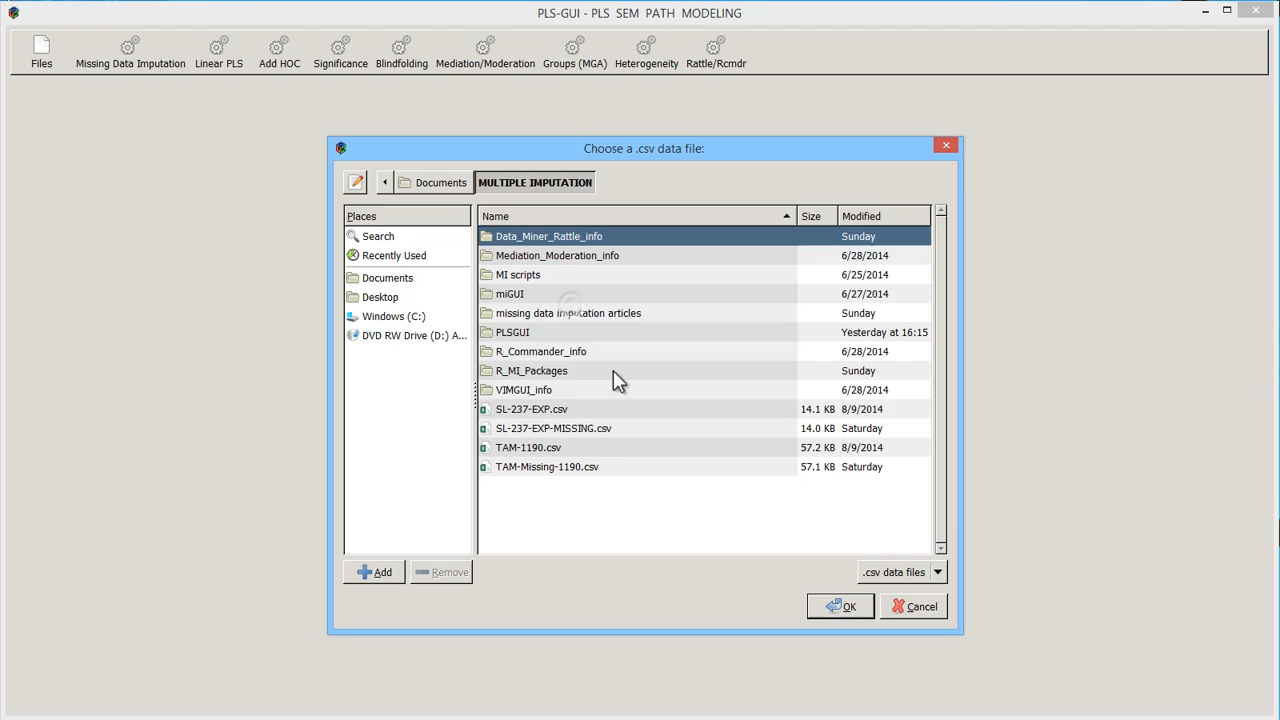 PLS-GUI - PLS SEM PATH MODELING
Files Missing Data Imputation Linear PLS Add HOC Significance Blindfolding Mediation/Moderation Groups (MGA) Heterogeneity Rattle/Rcmdr
Choose a .csv data file:
Documents MULTIPLE IMPUTATION
Places Name Size Modified
Search Data_Miner_Rattle_info Sunday
Recently Used Mediation_Moderation_info 6/28/2014
Documents MI scripts 6/25/2014
Desktop miGUI 6/27/2014
Windows (C:) missing data imputation articles Sunday
DVD RW Drive (D:) A... PLSGUI Yesterday at 16:15
R_Commander_info 6/28/2014
R_MI_Packages Sunday
VIMGUI_info 6/28/2014
SL-237-EXP.csv 14.1 KB 8/9/2014
SL-237-EXP-MISSING.csv 14.0 KB Saturday
TAM-1190.csv 57.2 KB 8/9/2014
TAM-Missing-1190.csv 57.1 KB Saturday
Add Remove .csv data files
OK Cancel